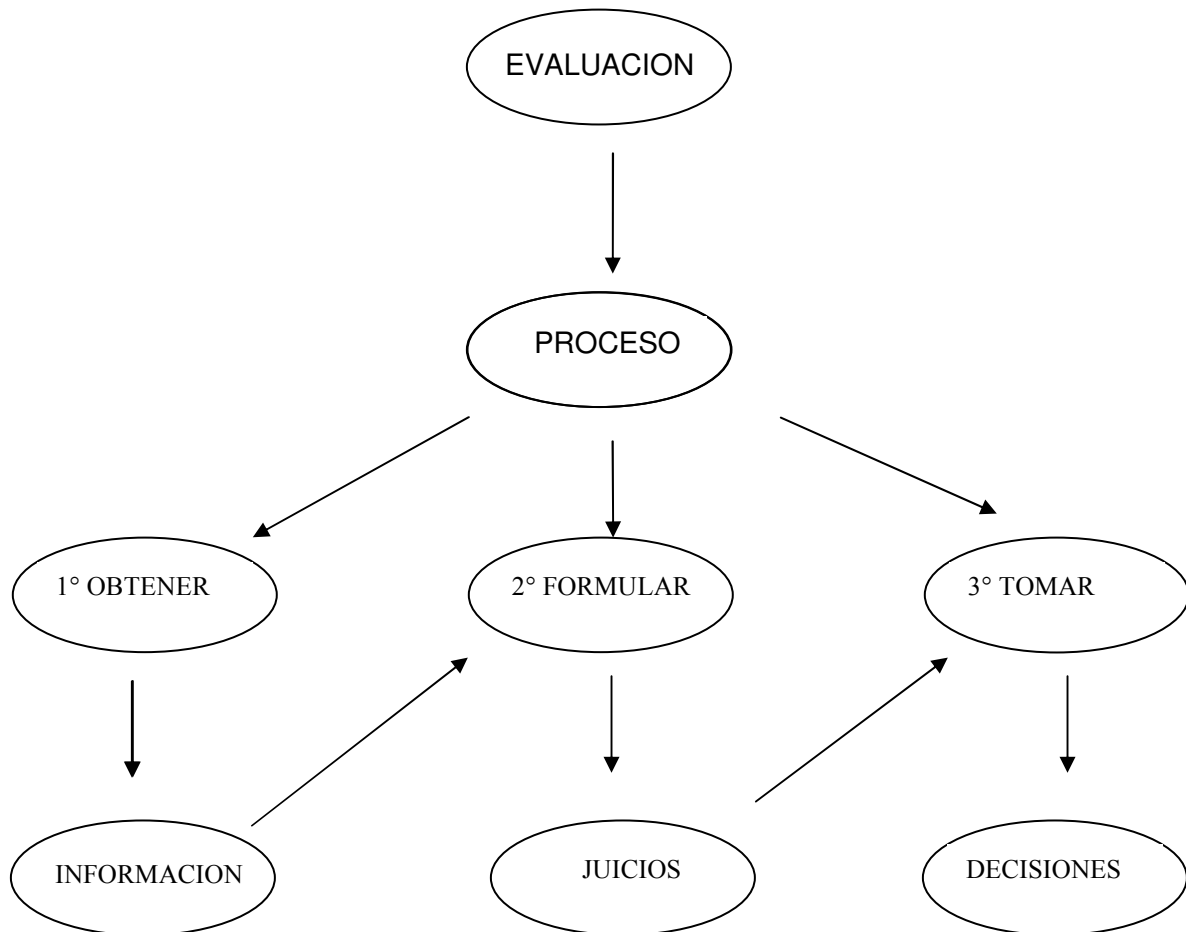 EVALUACION
PROCESO
1° OBTENER
2° FORMULAR
3° TOMAR
INFORMACION
JUICIOS
DECISIONES